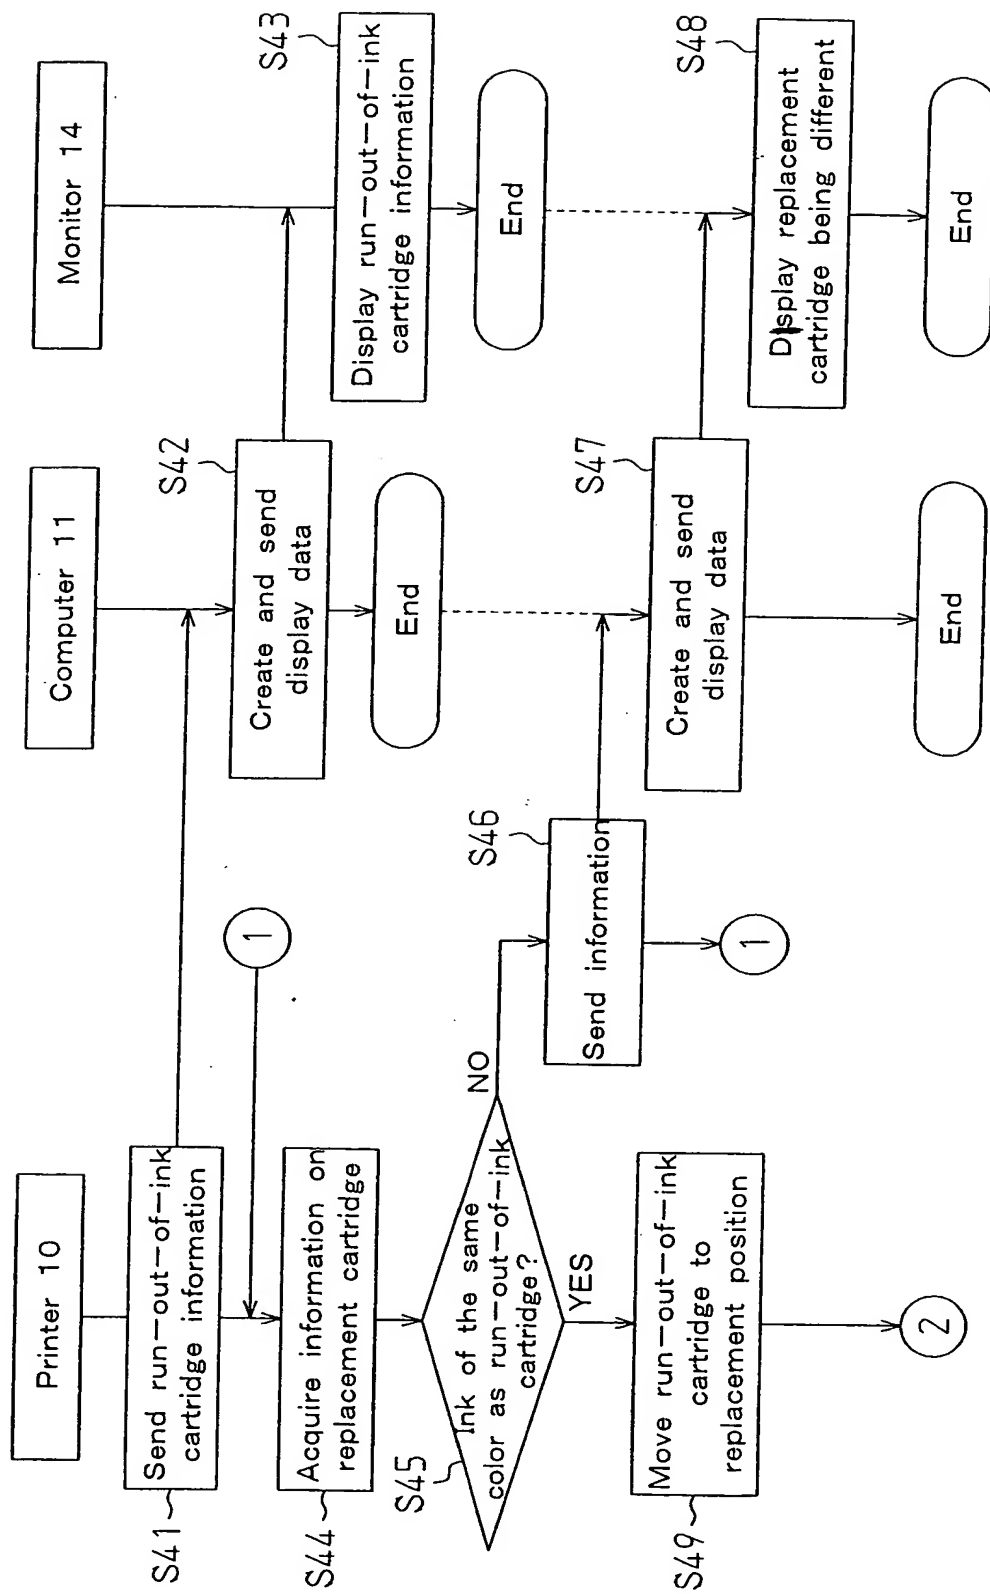 Printer 10
Computer 11
Monitor 14
S41
Send run-out-of-ink
cartridge information
S42
Create and send
display data
S43
Display run-out-of-ink
cartridge information
End
End
1
S44
Acquire information on
replacement cartridge
S45
Ink of the same
color as run-out-of-ink
cartridge?
NO
YES
S46
Send information
1
S47
Create and send
display data
S48
Display replacement
cartridge being different
End
End
S49
Move run-out-of-ink
cartridge to
replacement position
2